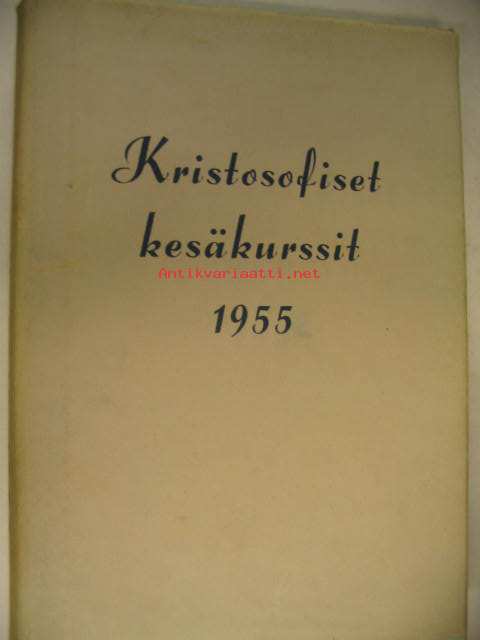 Kristosofiset
kesäkurssit
Antikvariaatti.net
1955